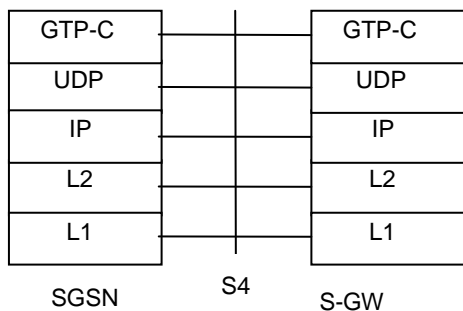 GTP-C GTP-C
UDP UDP
IP IP
L2 L2
L1 L1
SGSN S4 S-GW